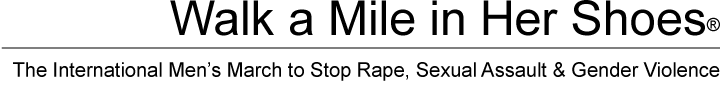 Walk a Mile in Her Shoes®
The International Men’s March to Stop Rape, Sexual Assault & Gender Violence